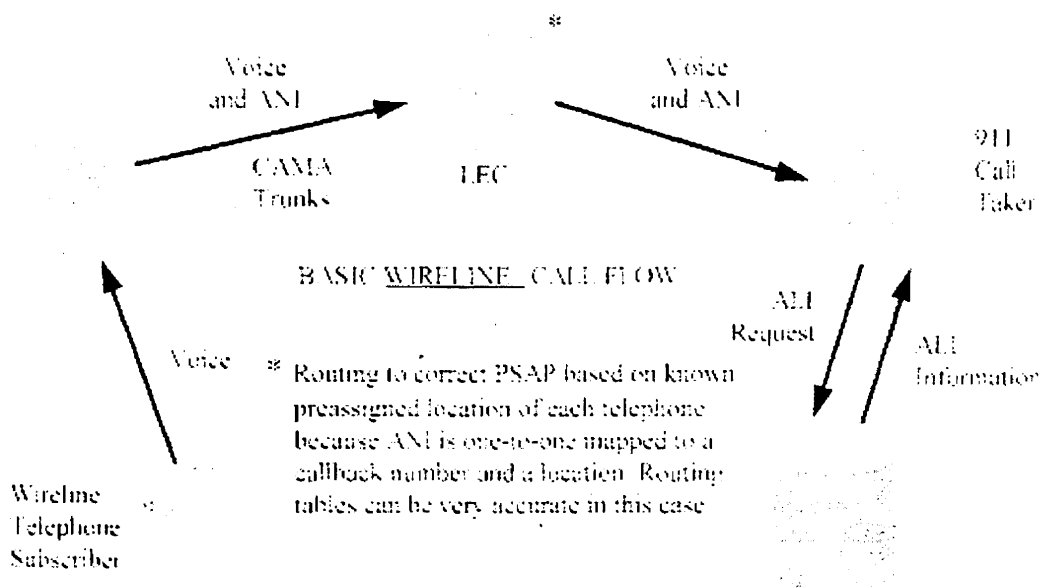 *
Voice
and ANI
Voice
and ANI
CAMA
Trunks
LEC
911
Call
Taker
BASIC WIRELINE CALL FLOW
ALI
Request
ALI
Information
Voice
* Routing to correct PSAP based on known
preassigned location of each telephone
because ANI is one-to-one mapped to a
callback number and a location. Routing
tables can be very accurate in this case
Wireline
Telephone
Subscriber